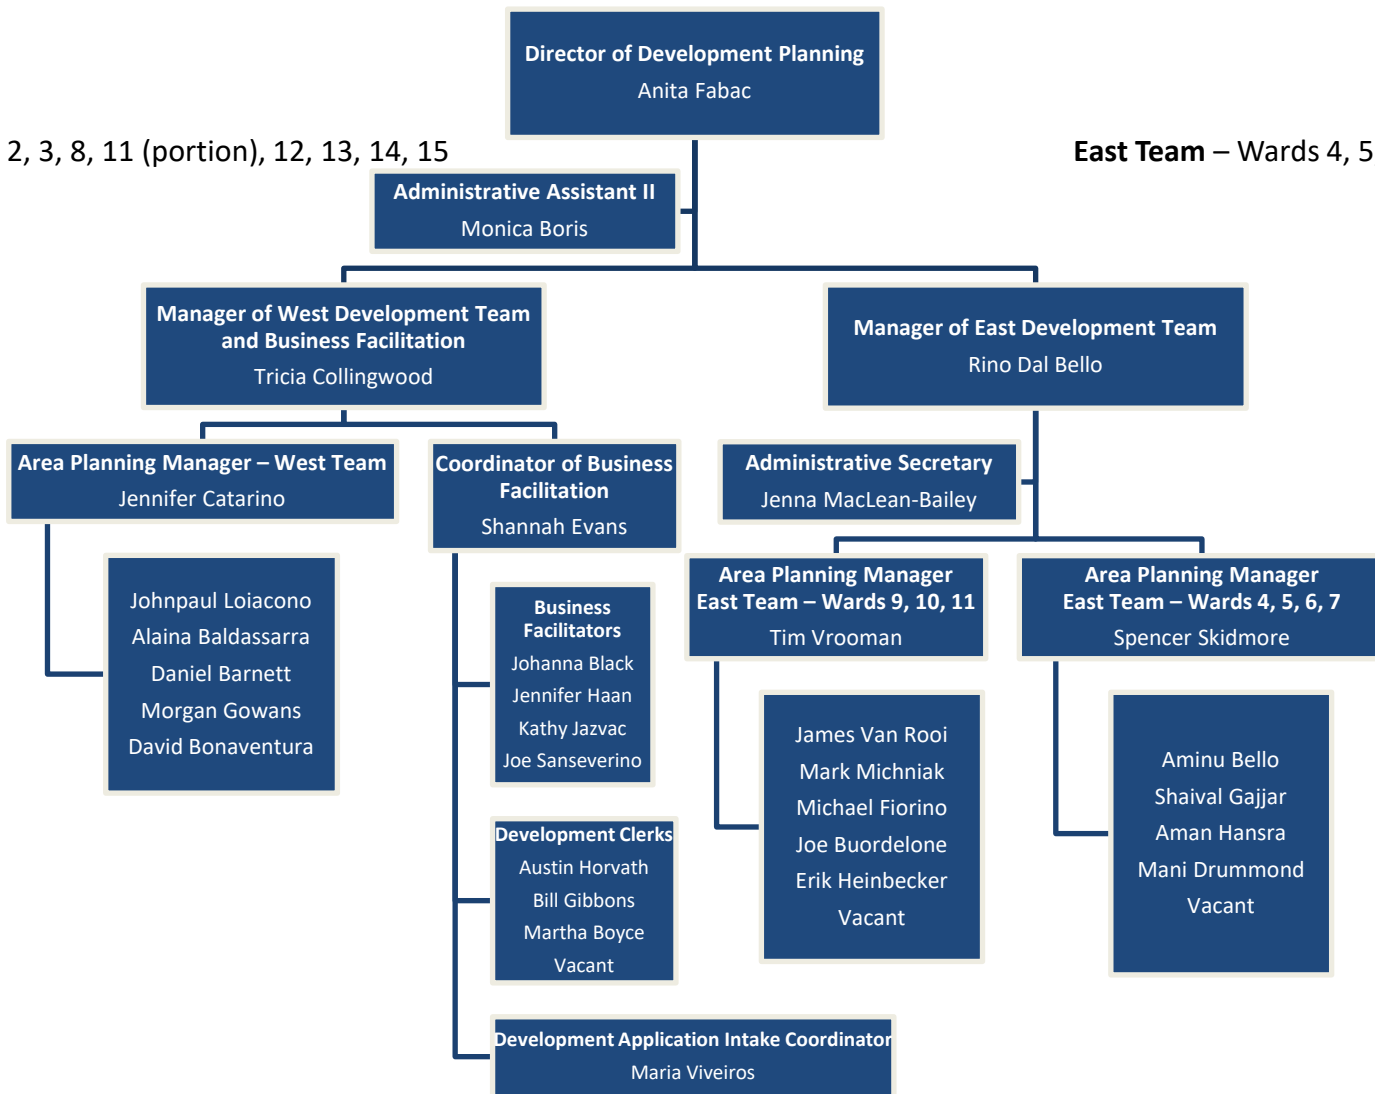 Director of Development Planning
Anita Fabac
2, 3, 8, 11 (portion), 12, 13, 14, 15
East Team – Wards 4, 5
Administrative Assistant II
Monica Boris
Manager of West Development Team
and Business Facilitation
Tricia Collingwood
Manager of East Development Team
Rino Dal Bello
Area Planning Manager – West Team
Jennifer Catarino
Coordinator of Business
Facilitation
Shannah Evans
Administrative Secretary
Jenna MacLean-Bailey
Johnpaul Loiacono
Alaina Baldassarra
Daniel Barnett
Morgan Gowans
David Bonaventura
Business
Facilitators
Johanna Black
Jennifer Haan
Kathy Jazvac
Joe Sanseverino
Development Clerks
Austin Horvath
Bill Gibbons
Martha Boyce
Vacant
Development Application Intake Coordinator
Maria Viveiros
Area Planning Manager
East Team – Wards 9, 10, 11
Tim Vrooman
James Van Rooi
Mark Michniak
Michael Fiorino
Joe Buordelone
Erik Heinbecker
Vacant
Area Planning Manager
East Team – Wards 4, 5, 6, 7
Spencer Skidmore
Aminu Bello
Shaival Gajjar
Aman Hansra
Mani Drummond
Vacant